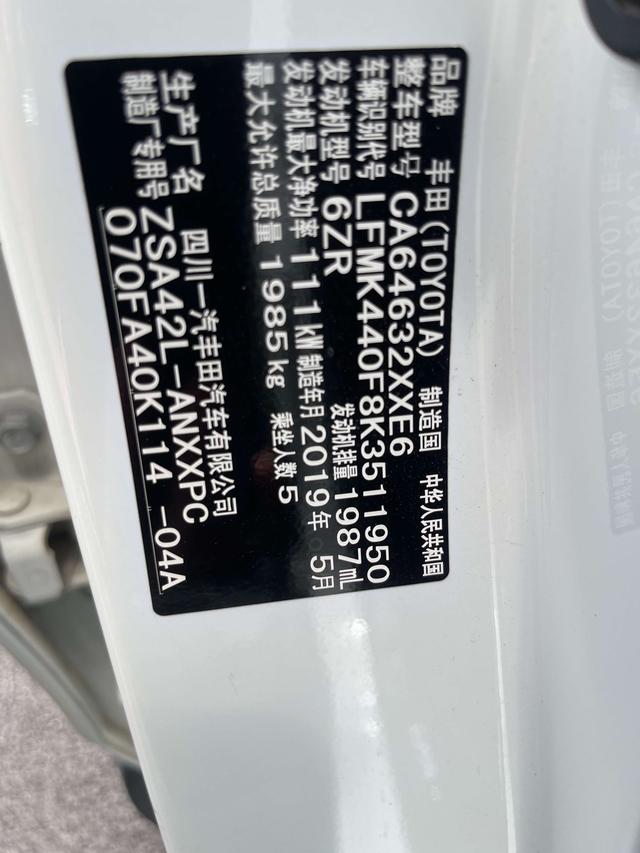 品牌 丰田(TOYOTA) 制造国 中华人民共和国
整车型号 CA64632XXE6
车辆识别代号 LFMK440F8K3511950
发动机型号 6ZR 发动机排量 1987mL
发动机最大净功率 111kW 制造年月 2019年 5月
最大允许总质量 1985kg 乘坐人数 5
生产厂名 四川一汽丰田汽车有限公司
制造厂专用号 ZSA42L-ANXXPC
070FA40K114 -04A